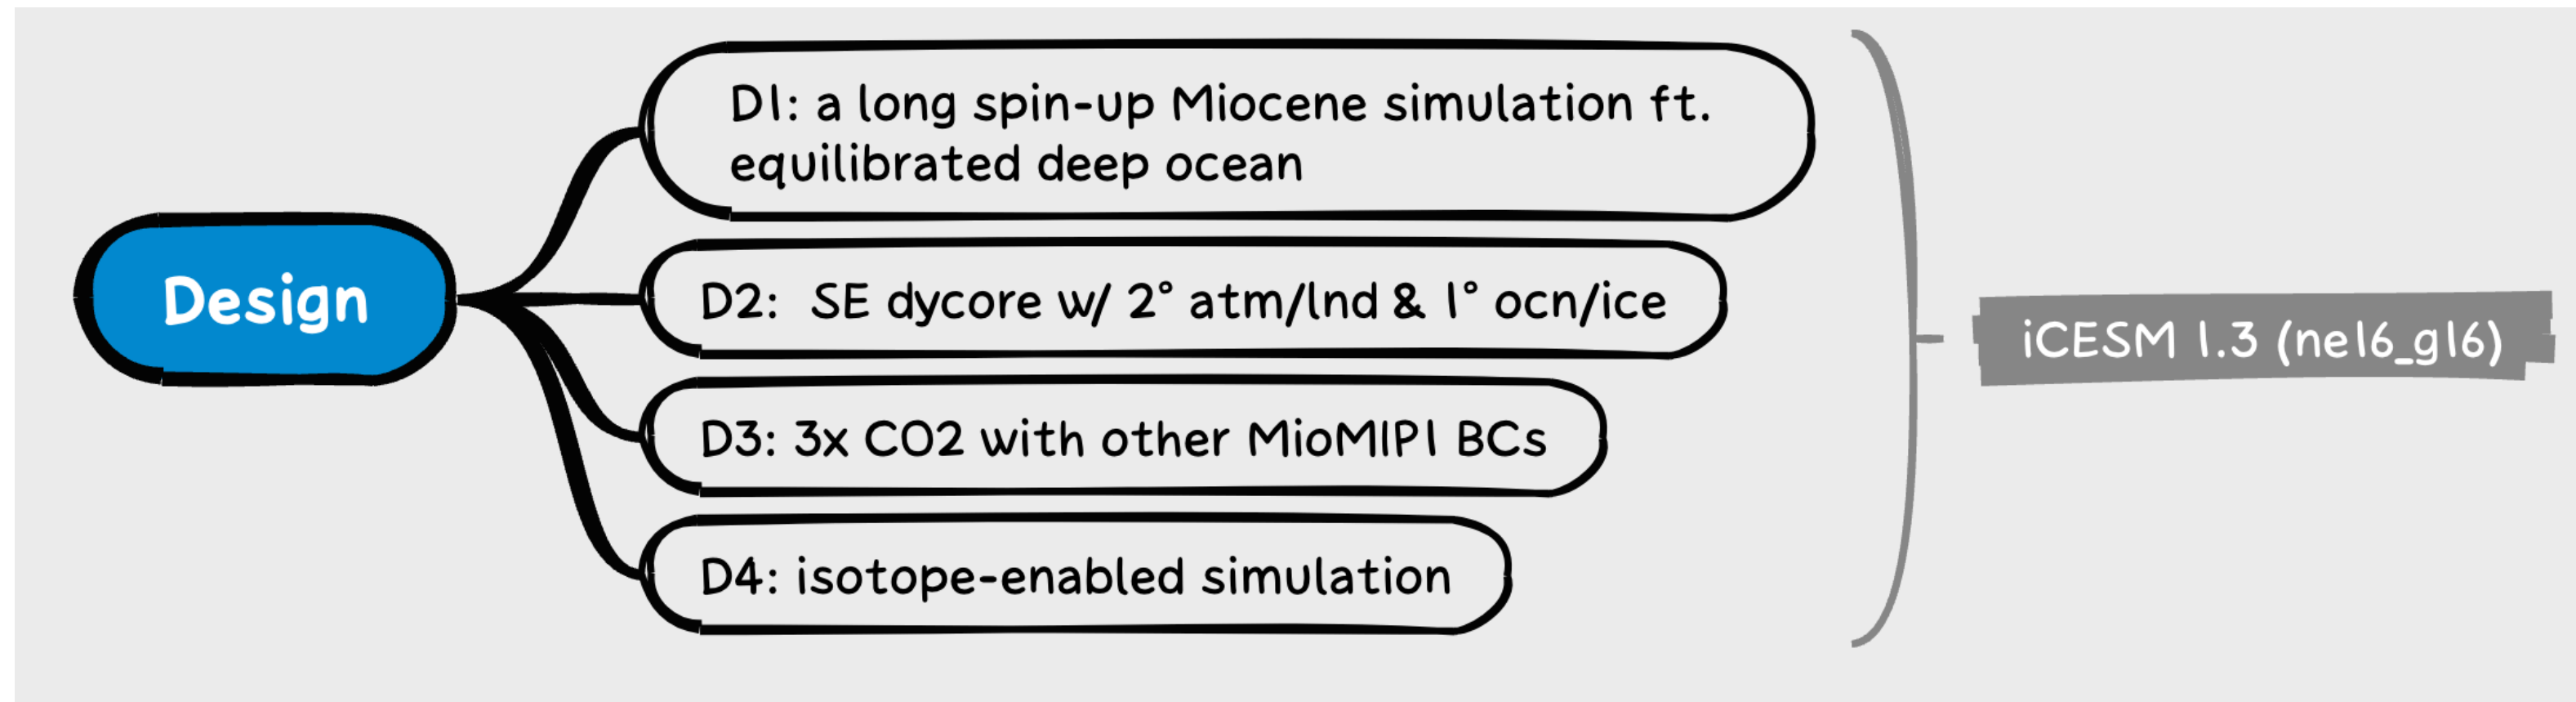 Design
D1: a long spin-up Miocene simulation ft.
equilibrated deep ocean
D2:  SE dycore w/ 2° atm/lnd & 1° ocn/ice
D3: 3x CO2 with other MioMIP1 BCs
D4: isotope-enabled simulation
iCESM 1.3 (ne16_g16)